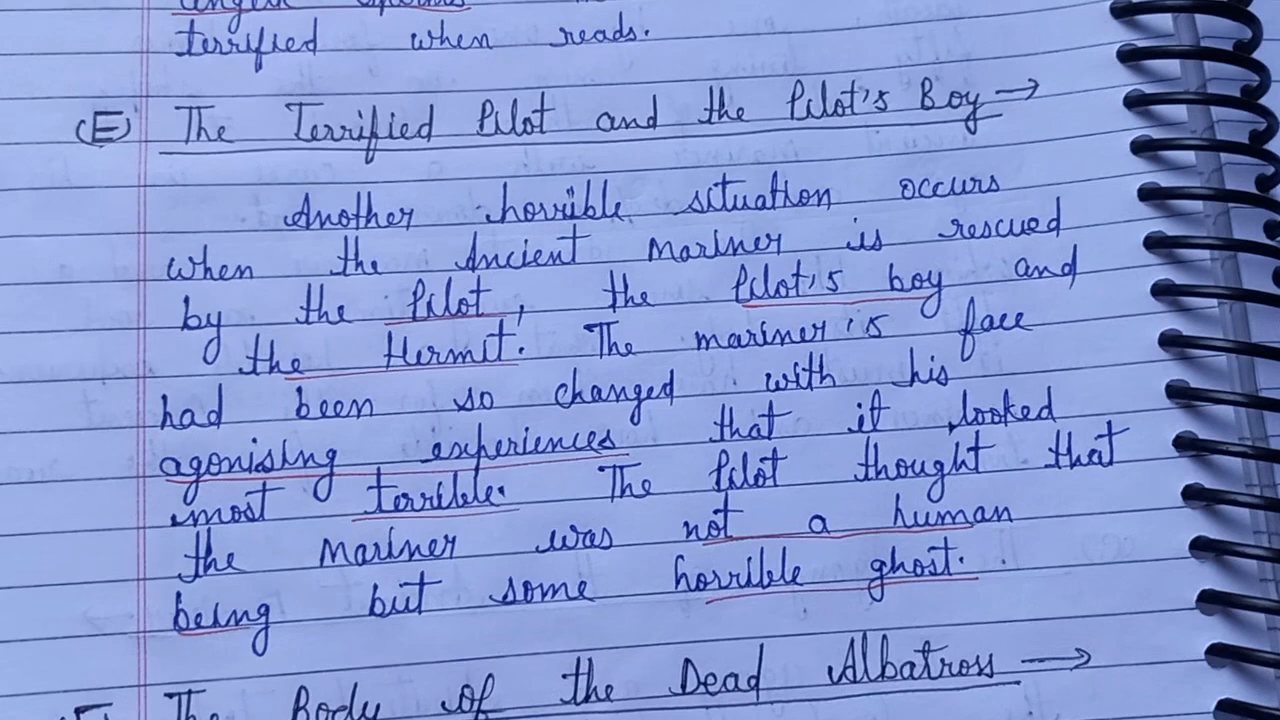 length
terrified when reads.
(E) The Terrified Pilot and the Pilot's Boy →
Another horrible situation occurs
when the Ancient Mariner is rescued
by the Pilot, the Pilot's boy and
the Hermit. The mariner's face
had been so changed with his
agonising experiences that it looked
most terrible. The Pilot thought that
the Mariner was not a human
being but some horrible ghost.
The Body of the Dead Albatross →